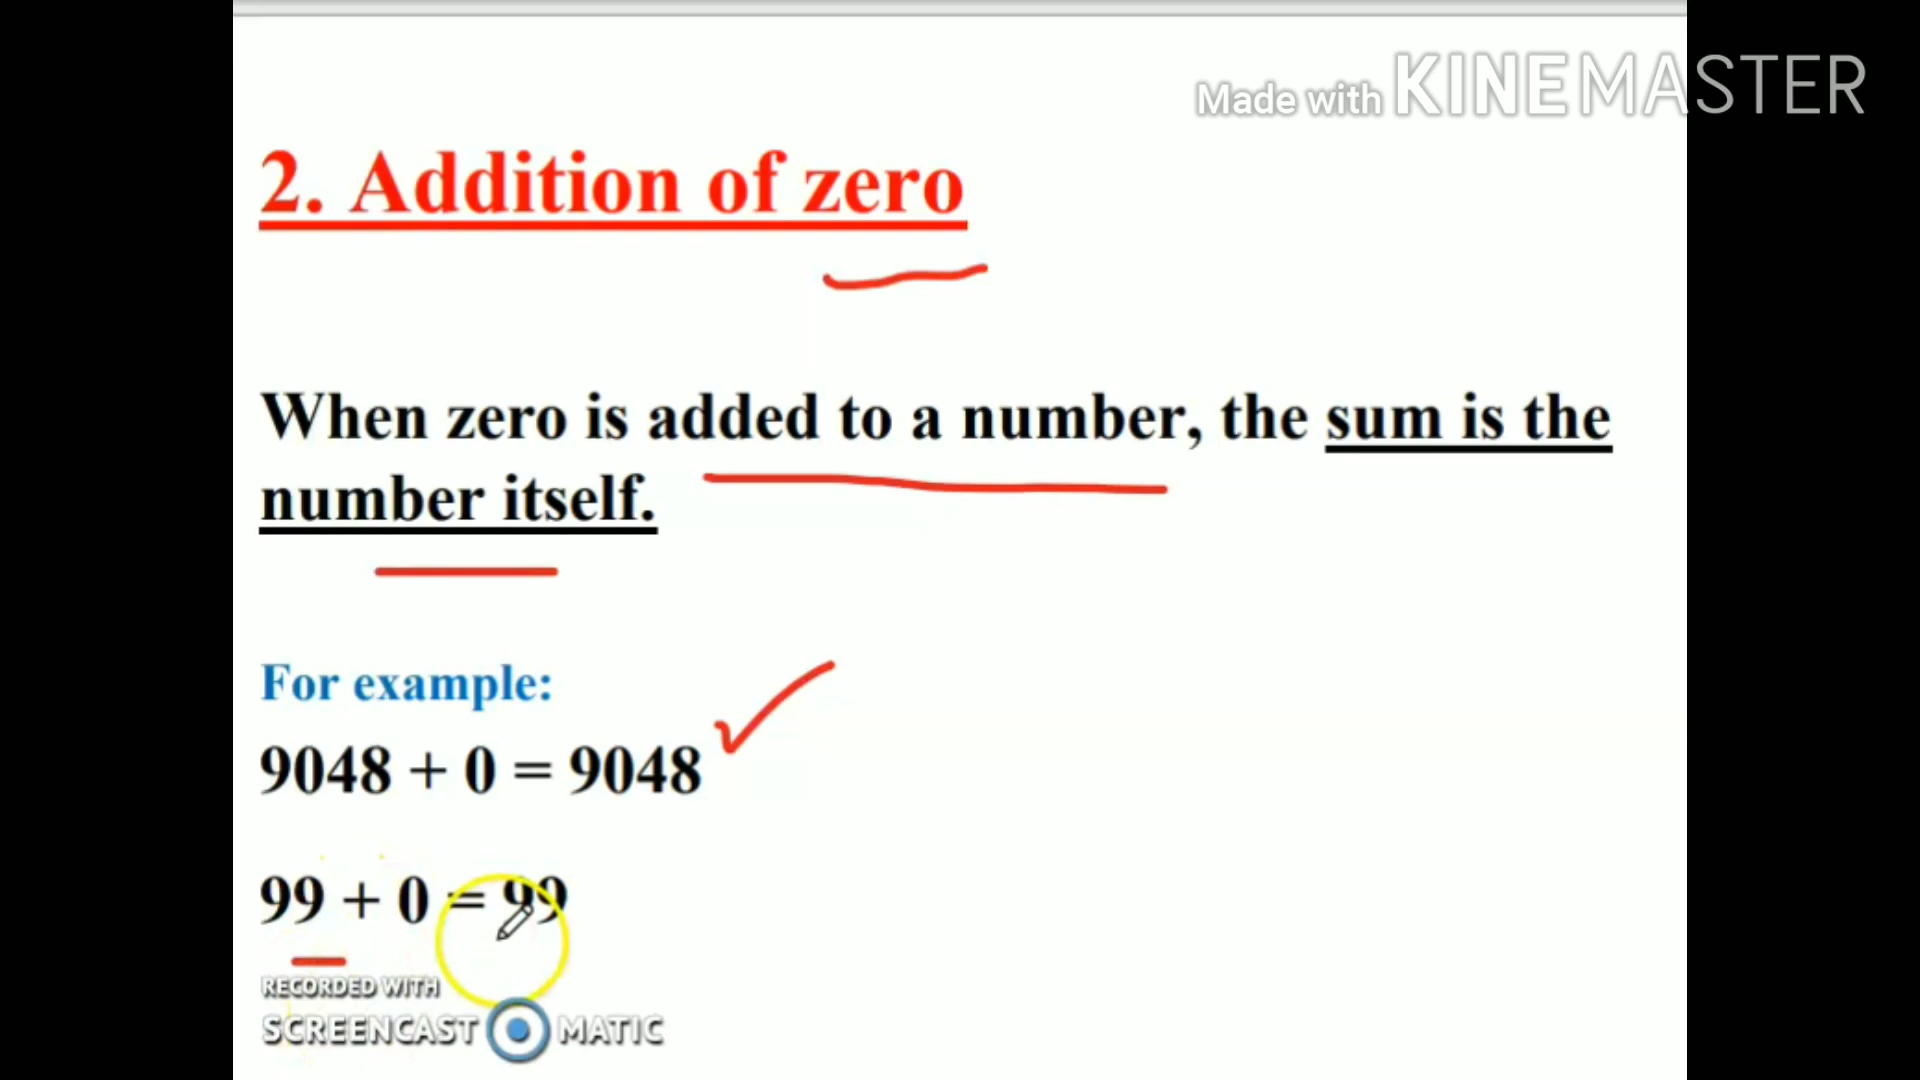 Made with KINEMASTER
2. Addition of zero
When zero is added to a number, the sum is the
number itself.
For example:
9048 + 0 = 9048
99 + 0 = 99
RECORDED WITH
SCREENCAST MATIC